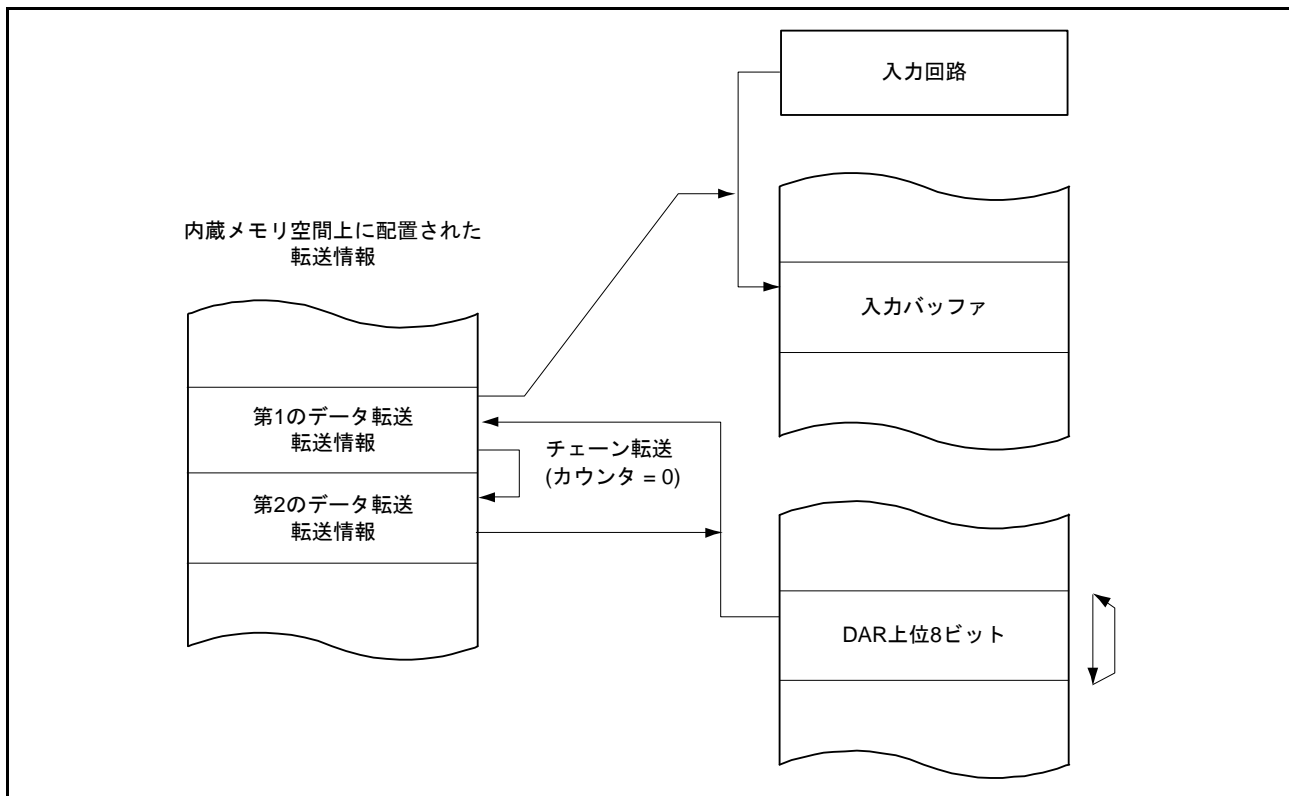 入力回路
内蔵メモリ空間上に配置された
転送情報
入力バッファ
第1のデータ転送
転送情報
チェーン転送
(カウンタ = 0)
第2のデータ転送
転送情報
DAR上位8ビット